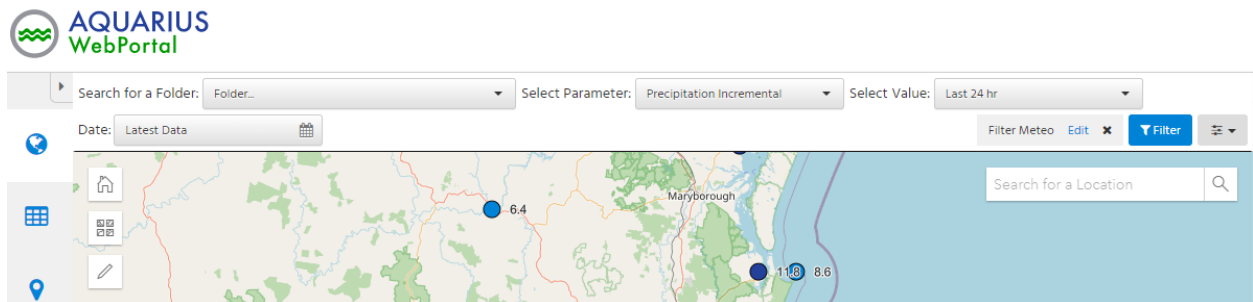 AQUARIUS
WebPortal
Search for a Folder: Folder... Select Parameter: Precipitation Incremental Select Value: Last 24 hr
Date: Latest Data Filter Meteo Edit Filter
Search for a Location
Maryborough
6.4
11.8 8.6